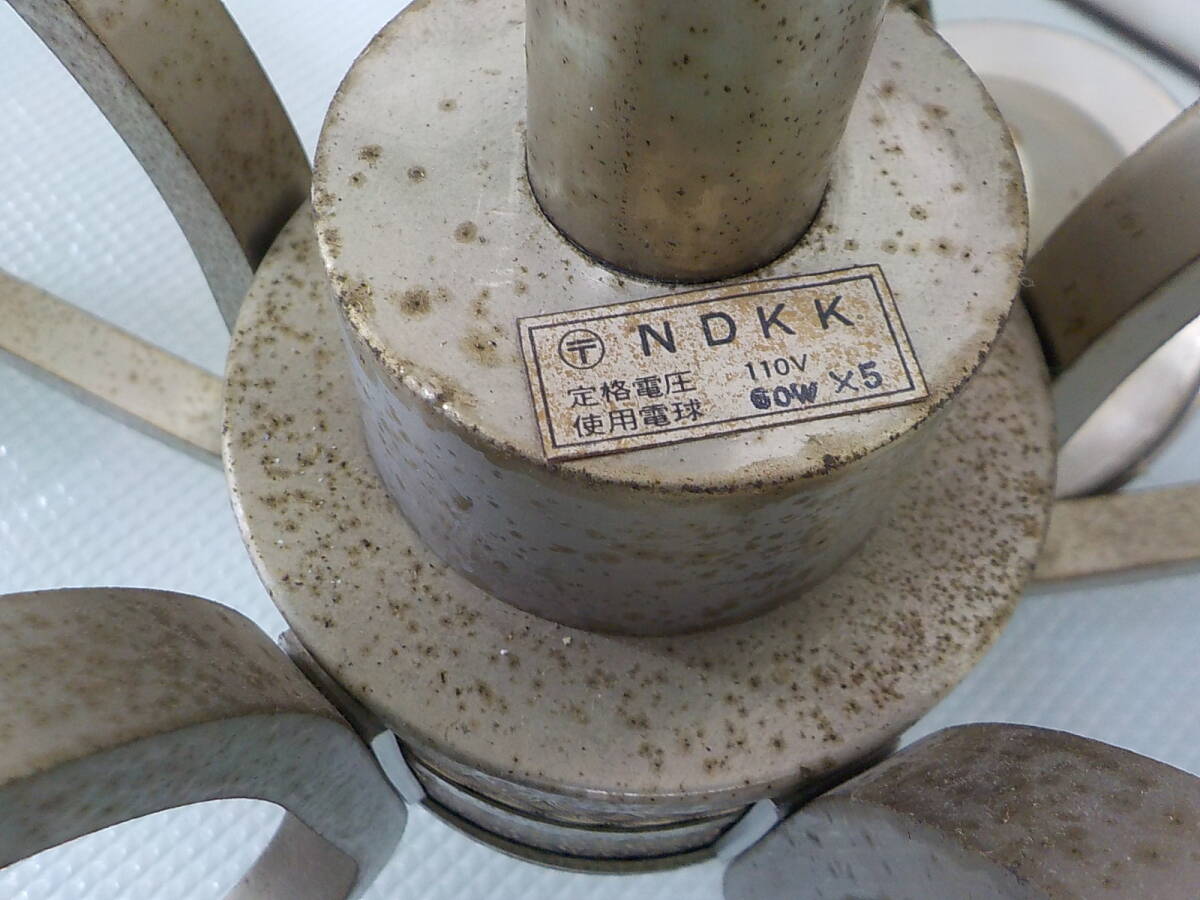 〒 NDKK
定格電圧 110V
使用電球 60W ×5